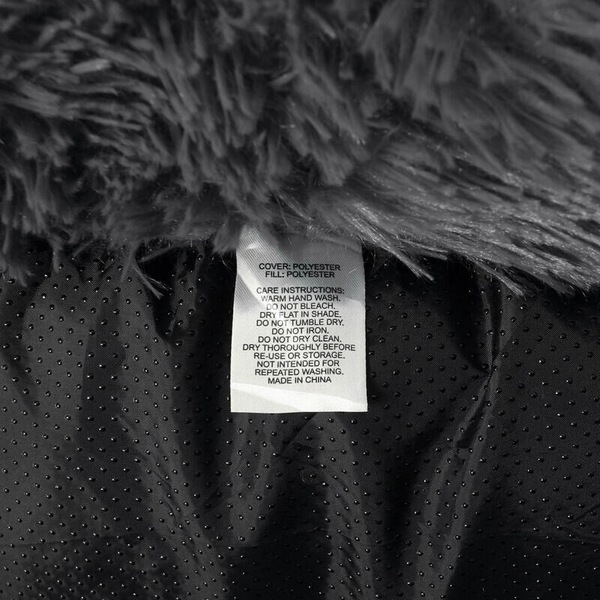 COVER: POLYESTER
FILL: POLYESTER
CARE INSTRUCTIONS:
WARM HAND WASH.
DO NOT BLEACH.
DRY FLAT IN SHADE.
DO NOT TUMBLE DRY.
DO NOT IRON.
DO NOT DRY CLEAN.
DRY THOROUGHLY BEFORE
RE-USE OR STORAGE.
NOT INTENDED FOR
REPEATED WASHING.
MADE IN CHINA